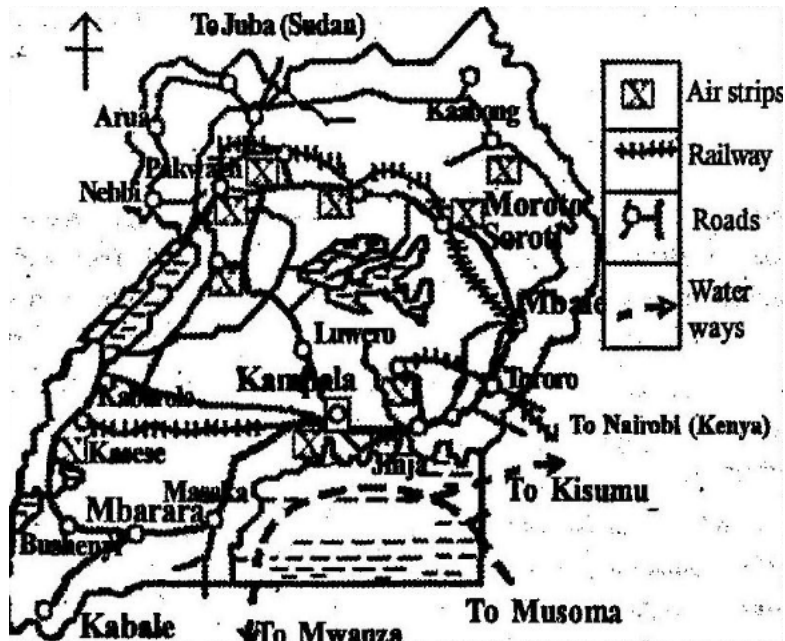 To Juba (Sudan)
Arua
Kaabong
Pakwach
Nebbi
Moroto
Soroti
Mbale
Luwero
Kampala
Tororo
Kabarole
To Nairobi (Kenya)
Kasese
Jinja
Masaka
To Kisumu
Mbarara
Bushenyi
Kabale
To Mwanza
To Musoma
X
Air strips
Railway
Roads
Water
ways
X
X
X
X
X
X
X
X
X